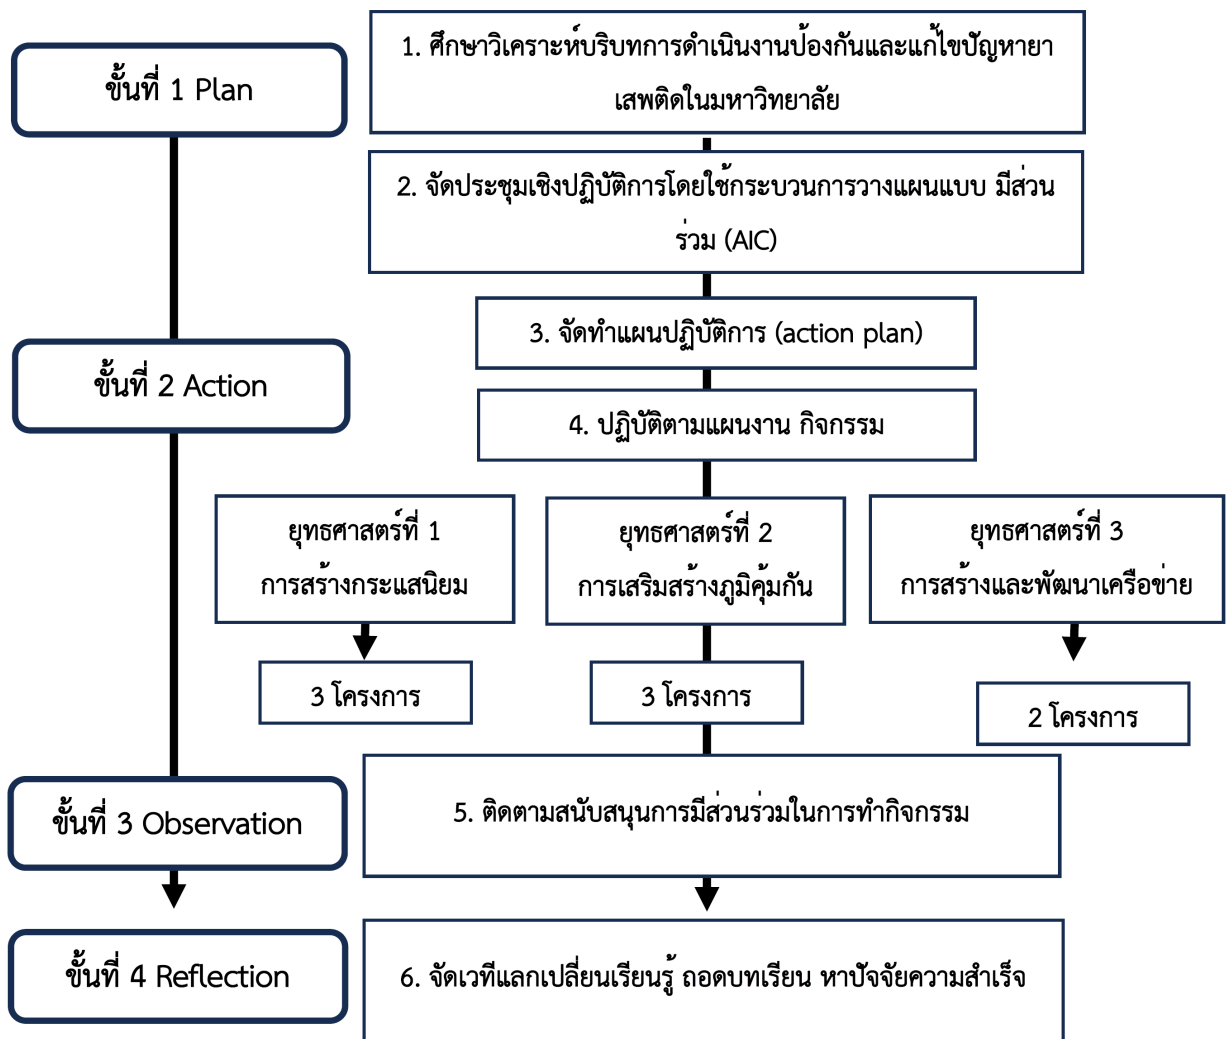 ขั้นที่ 1 Plan
1. ศึกษาวิเคราะห์บริบทการดำเนินงานป้องกันและแก้ไขปัญหายา
เสพติดในมหาวิทยาลัย
2. จัดประชุมเชิงปฏิบัติการโดยใช้กระบวนการวางแผนแบบ มีส่วน
ร่วม (AIC)
3. จัดทำแผนปฏิบัติการ (action plan)
ขั้นที่ 2 Action
4. ปฏิบัติตามแผนงาน กิจกรรม
ยุทธศาสตร์ที่ 1
การสร้างกระแสนิยม
ยุทธศาสตร์ที่ 2
การเสริมสร้างภูมิคุ้มกัน
ยุทธศาสตร์ที่ 3
การสร้างและพัฒนาเครือข่าย
3 โครงการ
3 โครงการ
2 โครงการ
ขั้นที่ 3 Observation
5. ติดตามสนับสนุนการมีส่วนร่วมในการทำกิจกรรม
ขั้นที่ 4 Reflection
6. จัดเวทีแลกเปลี่ยนเรียนรู้ ถอดบทเรียน หาปัจจัยความสำเร็จ